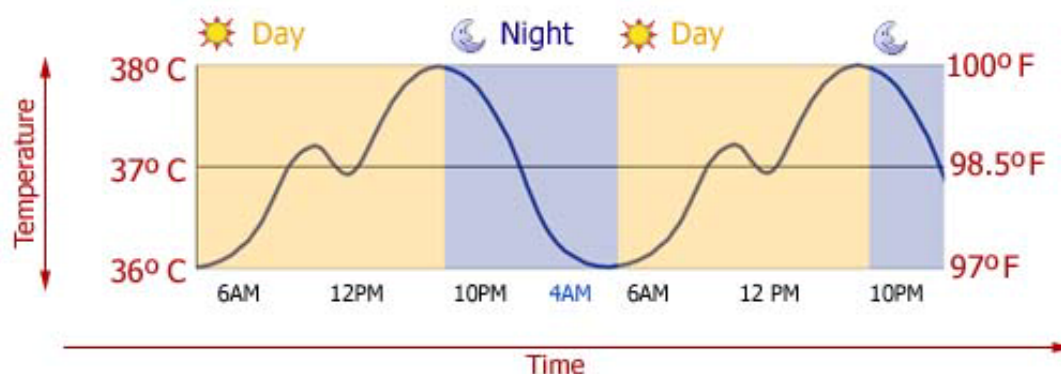 Day Night Day
38º C 100º F
Temperature
37º C 98.5ºF
36º C 97º F
6AM 12PM 10PM 4AM 6AM 12 PM 10PM
Time